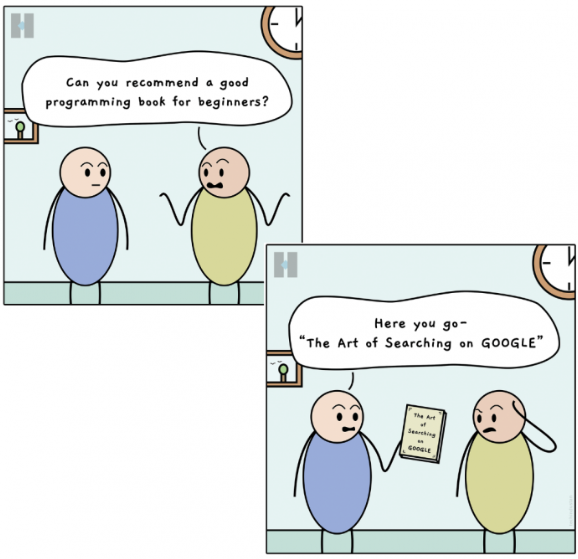 Can you recommend a good
programming book for beginners?
Here you go-
"The Art of Searching on GOOGLE"
The Art
of
Searching
on
GOOGLE